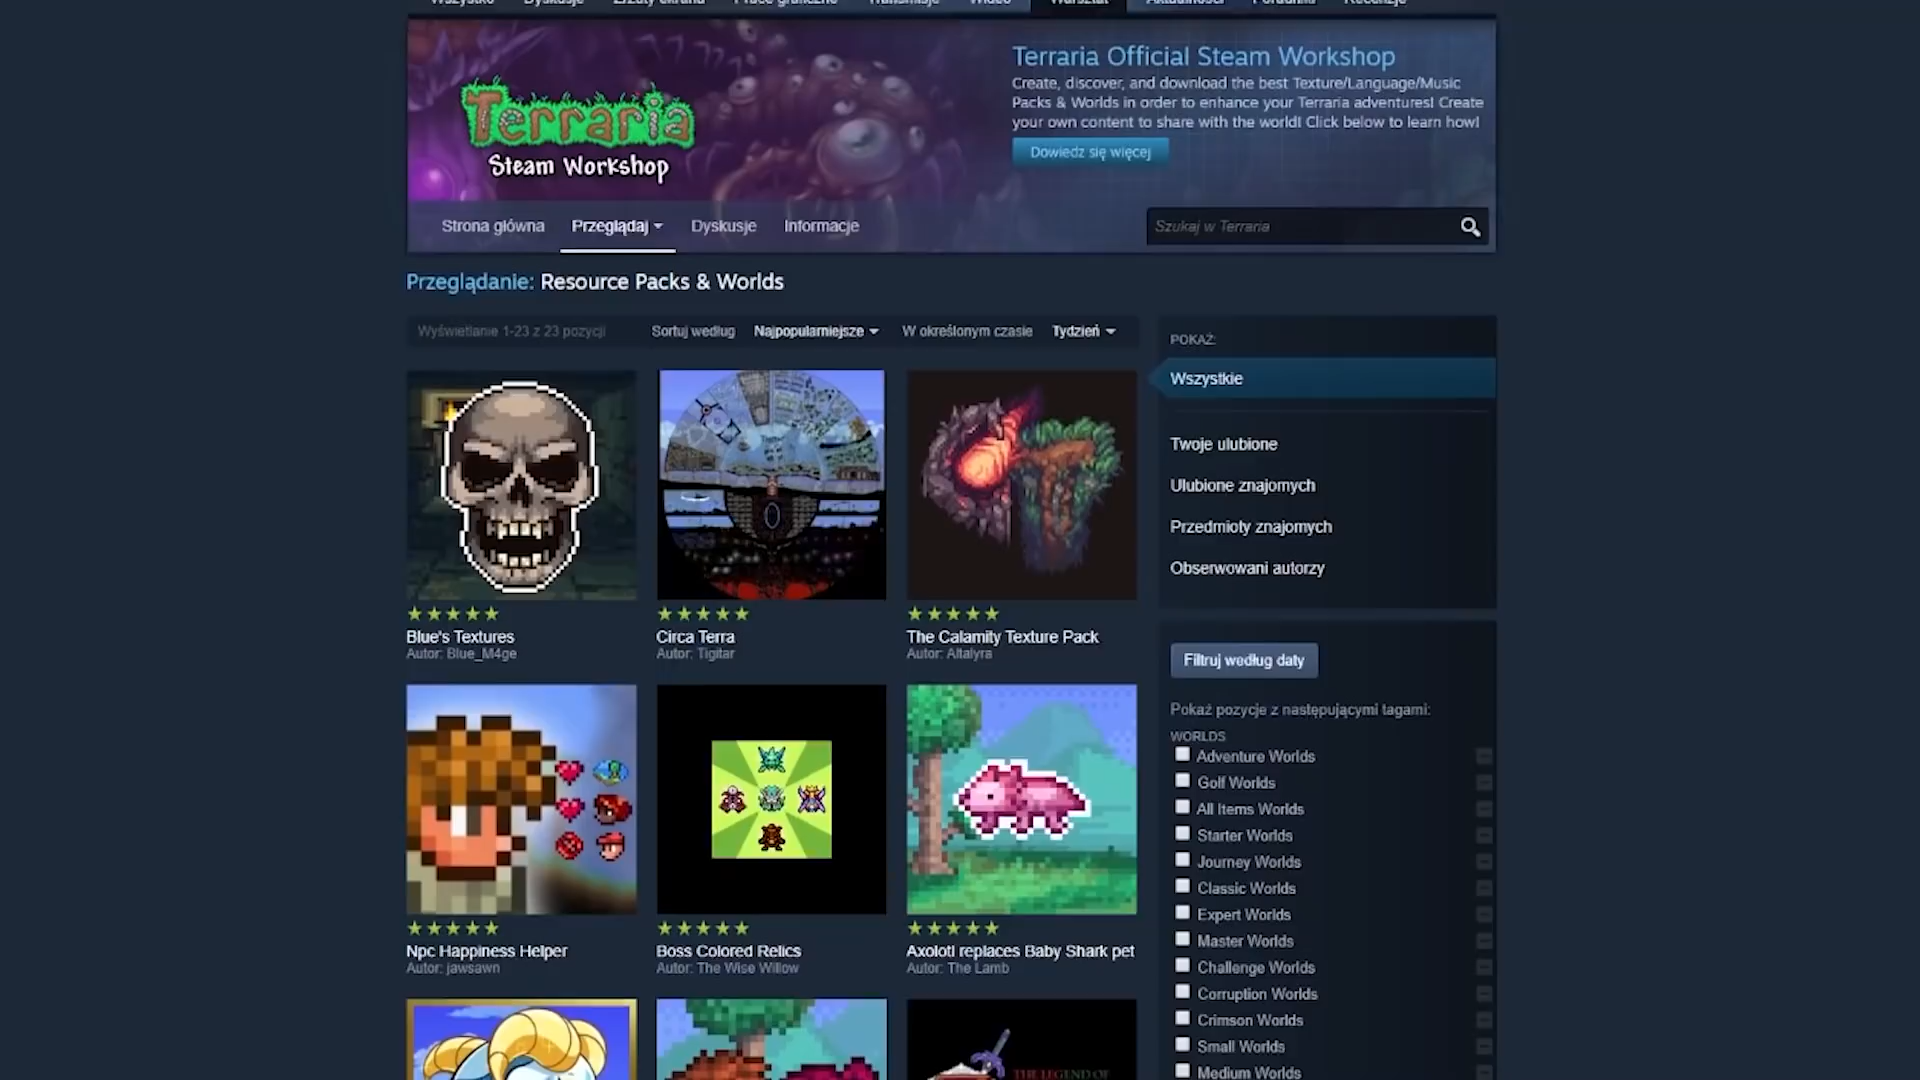 Warsztat
Terraria
Steam Workshop
Terraria Official Steam Workshop
Create, discover, and download the best Texture/Language/Music
Packs & Worlds in order to enhance your Terraria adventures! Create
your own content to share with the world! Click below to learn how!
Dowiedz się więcej
Strona główna Przeglądaj Dyskusje Informacje
Szukaj w Terraria
Przeglądanie: Resource Packs & Worlds
Wyświetlanie 1-23 z 23 pozycji Sortuj według Najpopularniejsze W określonym czasie Tydzień
Blue's Textures
Autor: Blue_M4ge
Circa Terra
Autor: Tigitar
The Calamity Texture Pack
Autor: Altalyra
Npc Happiness Helper
Autor: jawsawn
Boss Colored Relics
Autor: The Wise Willow
Axolotl replaces Baby Shark pet
Autor: The Lamb
THE LEGEND OF
POKAŻ:
Wszystkie
Twoje ulubione
Ulubione znajomych
Przedmioty znajomych
Obserwowani autorzy
Filtruj według daty
Pokaż pozycje z następującymi tagami:
WORLDS
Adventure Worlds
Golf Worlds
All Items Worlds
Starter Worlds
Journey Worlds
Classic Worlds
Expert Worlds
Master Worlds
Challenge Worlds
Corruption Worlds
Crimson Worlds
Small Worlds
Medium Worlds